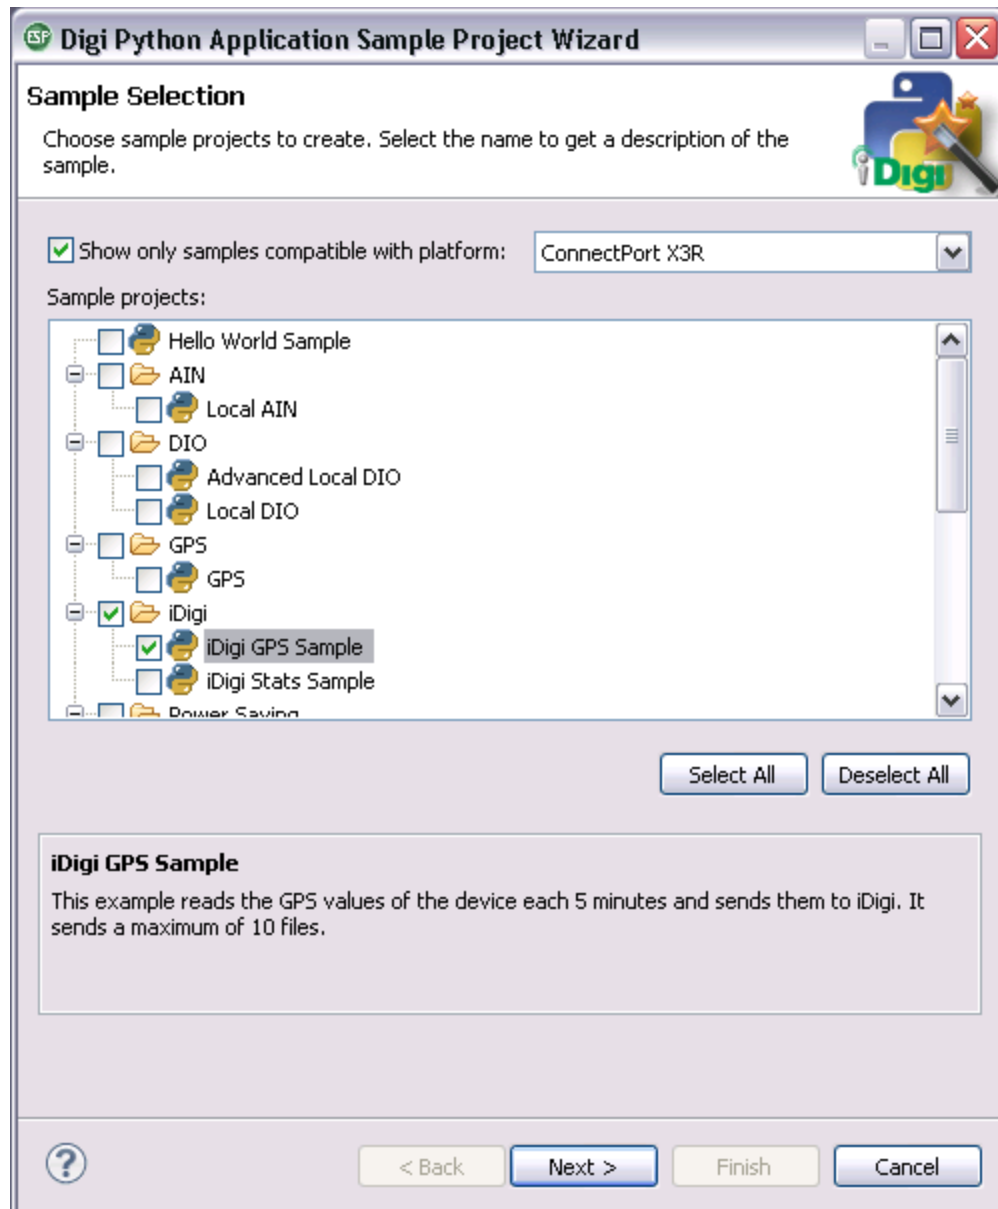 ESP Digi Python Application Sample Project Wizard
Sample Selection
Choose sample projects to create. Select the name to get a description of the
sample.
iDigi
Show only samples compatible with platform: ConnectPort X3R
Sample projects:
Hello World Sample
AIN
Local AIN
DIO
Advanced Local DIO
Local DIO
GPS
GPS
iDigi
iDigi GPS Sample
iDigi Stats Sample
Power Saving
Select All Deselect All
iDigi GPS Sample
This example reads the GPS values of the device each 5 minutes and sends them to iDigi. It
sends a maximum of 10 files.
? < Back Next > Finish Cancel